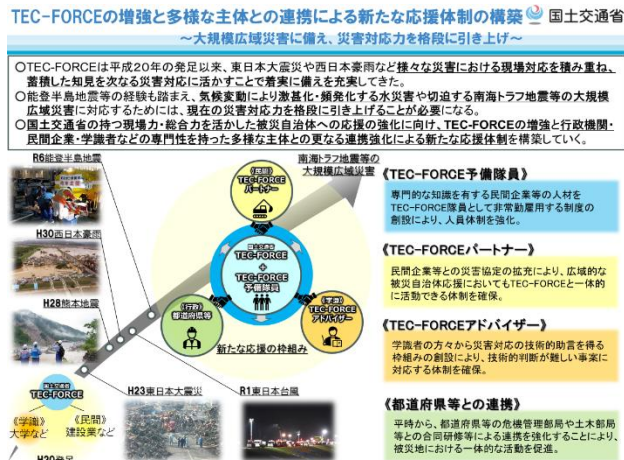 TEC-FORCEの増強と多様な主体との連携による新たな応援体制の構築
国土交通省
～大規模広域災害に備え、災害対応力を格段に引き上げ～
○TEC-FORCEは平成20年の発足以来、東日本大震災や西日本豪雨など様々な災害における現場対応を積み重ね、
蓄積した知見を次なる災害対応に活かすことで着実に備えを充実してきた。
○能登半島地震等の経験も踏まえ、気候変動により激甚化・頻発化する水災害や切迫する南海トラフ地震等の大規模
広域災害に対応するためには、現在の災害対応力を格段に引き上げることが必要になる。
○国土交通省の持つ現場力・総合力を活かした被災自治体への応援の強化に向け、TEC-FORCEの増強と行政機関・
民間企業・学識者などの専門性を持った多様な主体との更なる連携強化による新たな応援体制を構築していく。
R6能登半島地震
H30西日本豪雨
H28熊本地震
H23東日本大震災
R1東日本台風
南海トラフ地震等の
大規模広域災害
《民間》
TEC-FORCE
パートナー
国土交通省
TEC-FORCE
+
TEC-FORCE
予備隊員
《行政》
都道府県等
《学識》
TEC-FORCE
アドバイザー
新たな応援の枠組み
国土交通省
TEC-FORCE
《学識》
大学など
《民間》
建設業など
H20発足
《TEC-FORCE予備隊員》
専門的な知識を有する民間企業等の人材を
TEC-FORCE隊員として非常勤雇用する制度の
創設により、人員体制を強化。
《TEC-FORCEパートナー》
民間企業等との災害協定の拡充により、広域的な
被災自治体応援においてもTEC-FORCEと一体的
に活動できる体制を確保。
《TEC-FORCEアドバイザー》
学識者の方々から災害対応の技術的助言を得る
枠組みの創設により、技術的判断が難しい事案に
対応する体制を確保。
《都道府県等との連携》
平時から、都道府県等の危機管理部局や土木部局
等との合同研修等による連携を強化することにより、
被災地における一体的な活動を促進。